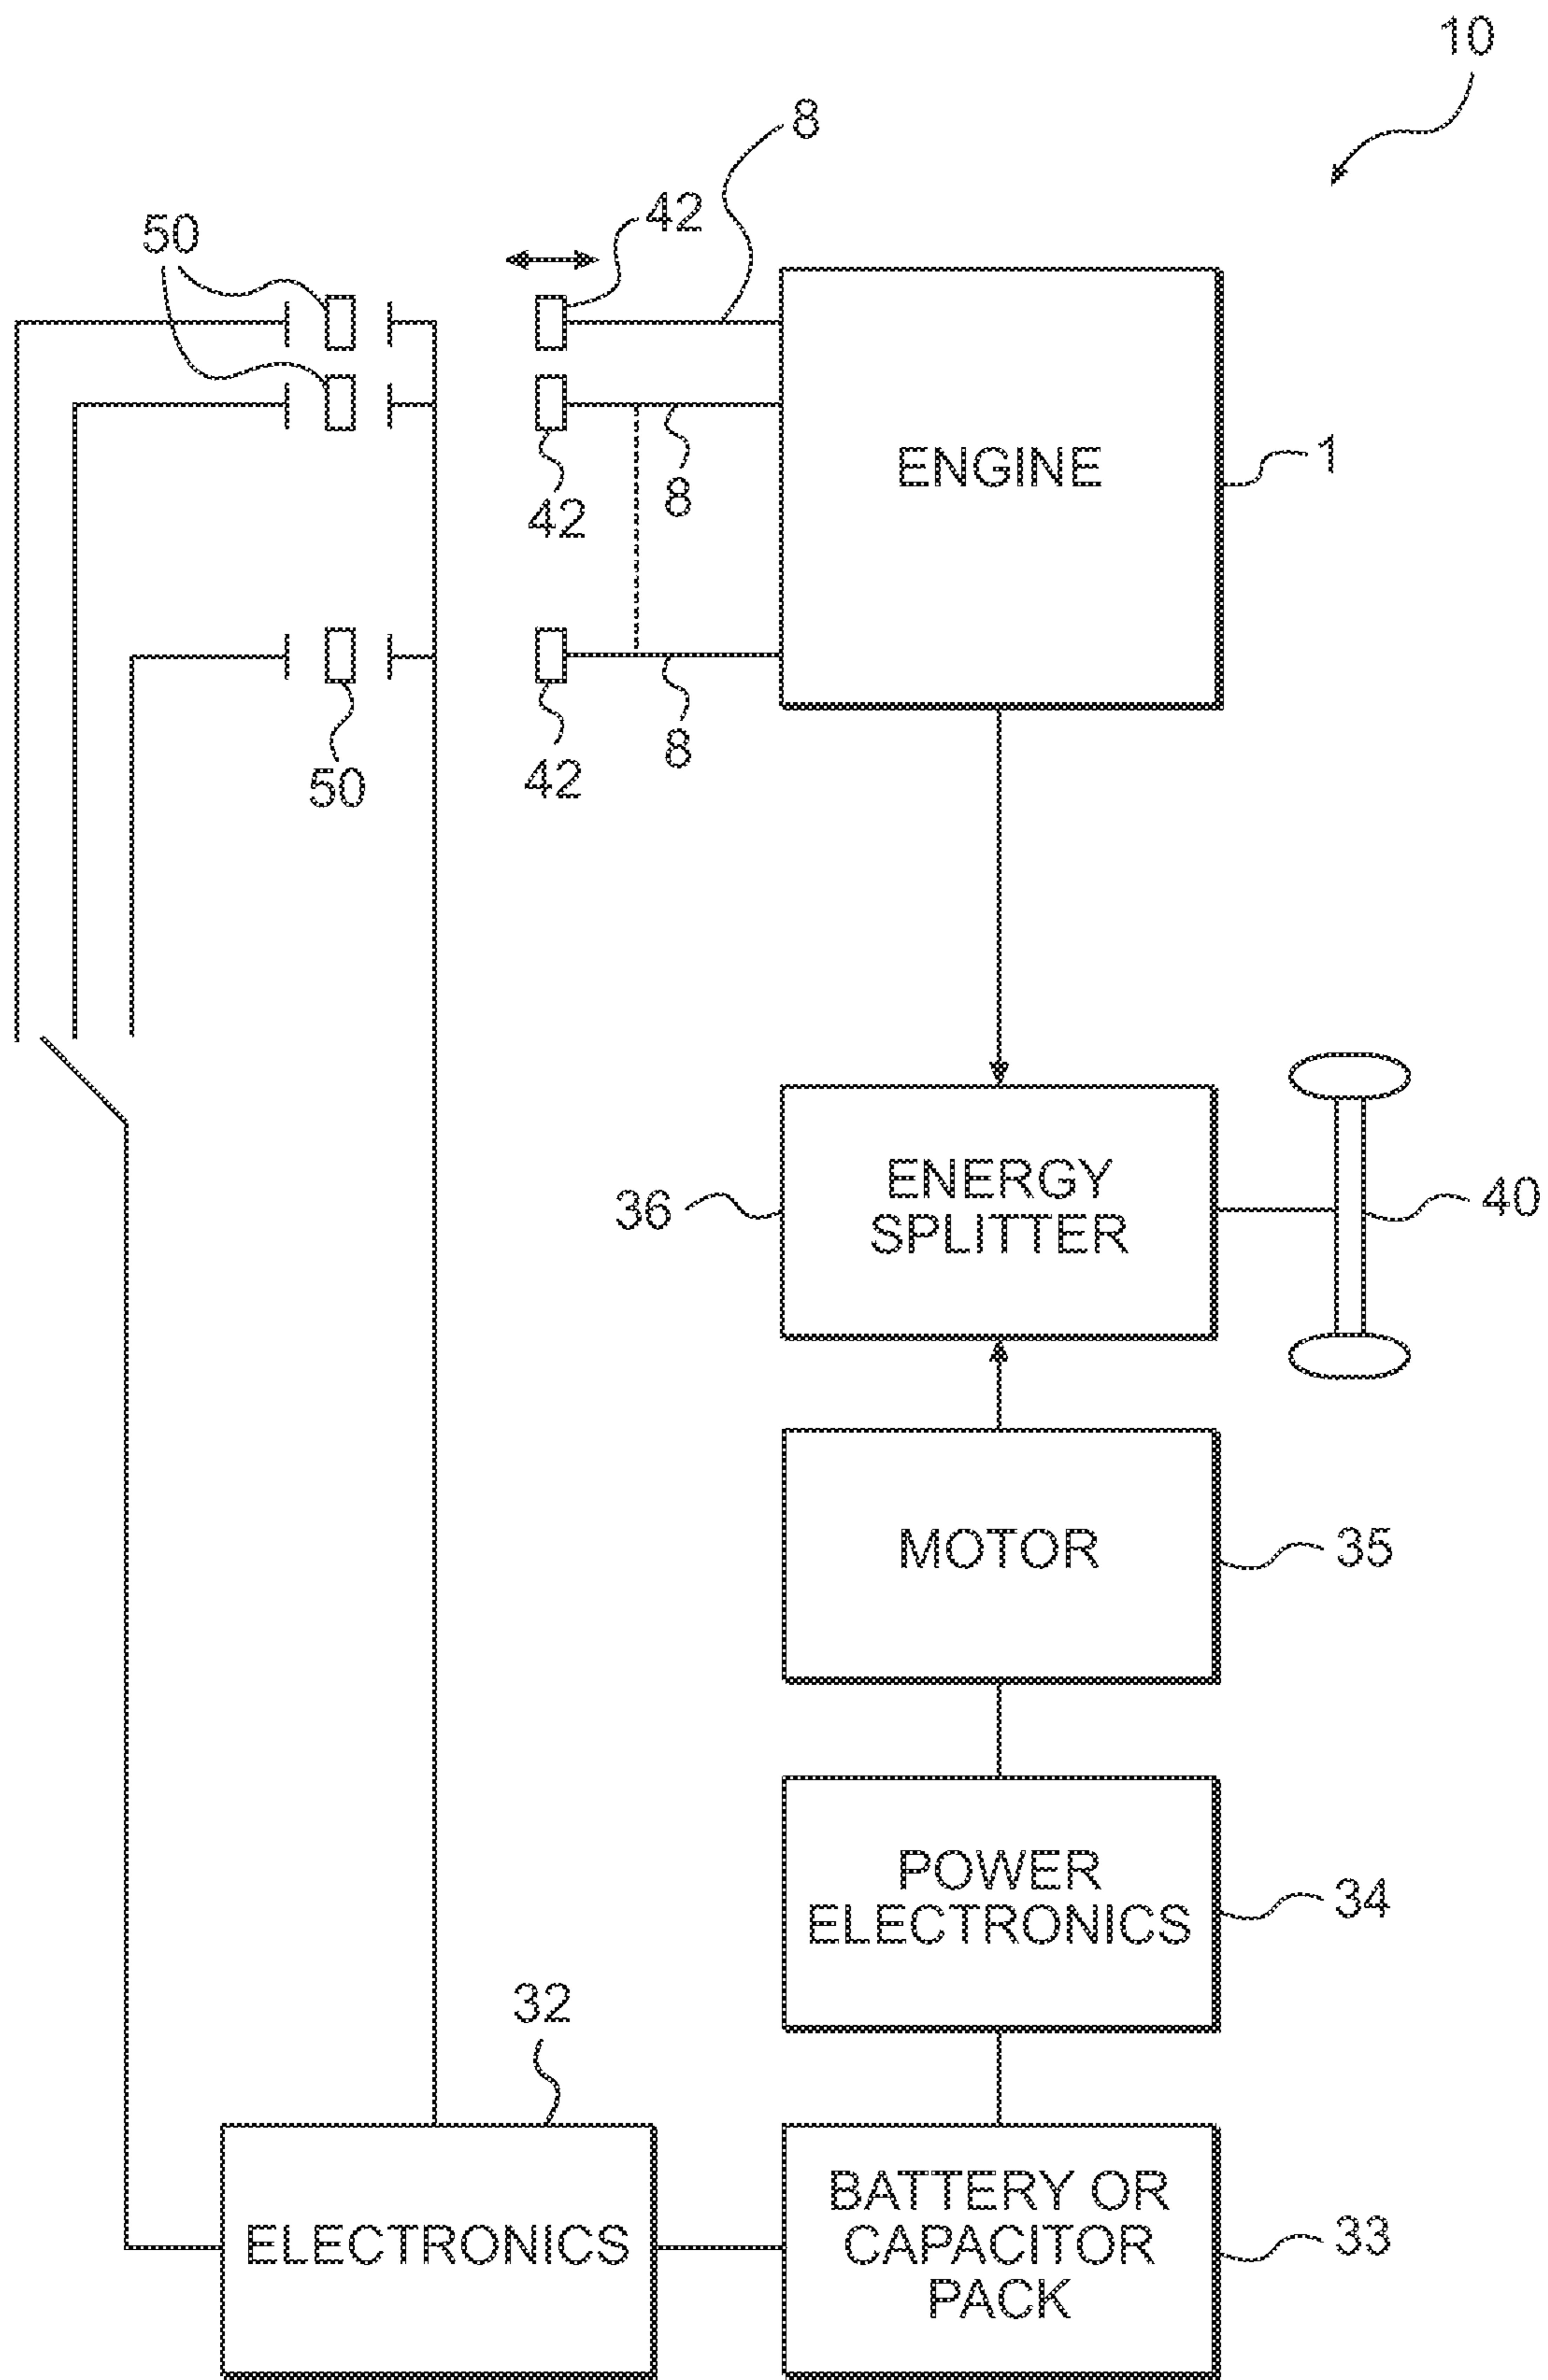 10
8
42
50
ENGINE
1
8
42
8
42
50
ENERGY
SPLITTER
36
40
MOTOR
35
POWER
ELECTRONICS
34
32
BATTERY OR
CAPACITOR
PACK
33
ELECTRONICS